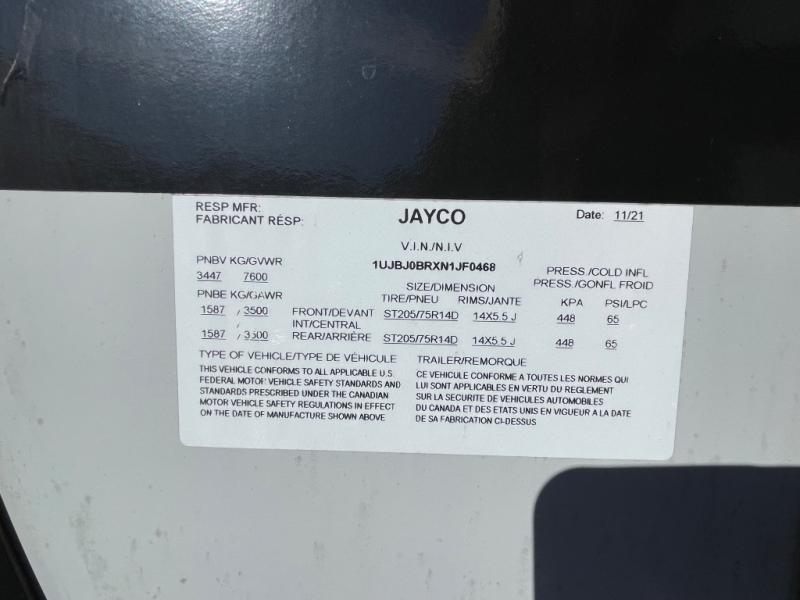 RESP MFR:
FABRICANT RÉSP:
JAYCO
Date: 11/21
V.I.N./N.I.V
1UJBJ0BRXN1JF0468
PNBV KG/GVWR
3447 7600
PRESS./COLD INFL
PRESS./GONFL FROID
SIZE/DIMENSION
PNBE KG/GAWR TIRE/PNEU RIMS/JANTE KPA PSI/LPC
1587 / 3500 FRONT/DEVANT ST205/75R14D 14X5.5 J 448 65
INT/CENTRAL
1587 / 3500 REAR/ARRIÈRE ST205/75R14D 14X5.5 J 448 65
TYPE OF VEHICLE/TYPE DE VÉHICULE TRAILER/REMORQUE
THIS VEHICLE CONFORMS TO ALL APPLICABLE U.S.
FEDERAL MOTOR VEHICLE SAFETY STANDARDS AND
STANDARDS PRESCRIBED UNDER THE CANADIAN
MOTOR VEHICLE SAFETY REGULATIONS IN EFFECT
ON THE DATE OF MANUFACTURE SHOWN ABOVE
CE VÉHICULE CONFORME A TOUTES LES NORMES QUI
LUI SONT APPLICABLES EN VERTU DU REGLEMENT
SUR LA SECURITE DE VÉHICULES AUTOMOBILES
DU CANADA ET DES ETATS UNIS EN VIGUEUR A LA DATE
DE SA FABRICATION CI-DESSUS